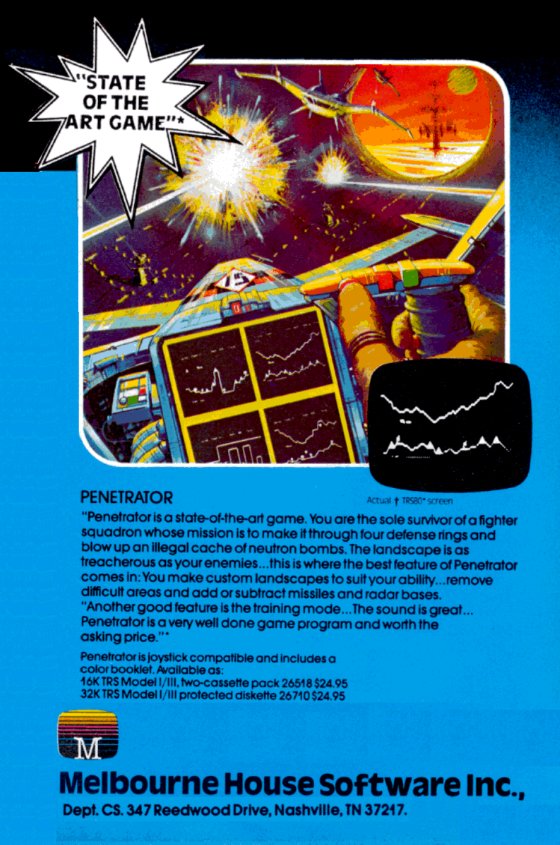 "STATE
OF THE
ART GAME"*
Actual † TRS80* screen
PENETRATOR
"Penetrator is a state-of-the-art game. You are the sole survivor of a fighter
squadron whose mission is to make it through four defense rings and
blow up an illegal cache of neutron bombs. The landscape is as
treacherous as your enemies...this is where the best feature of Penetrator
comes in: You make custom landscapes to suit your ability...remove
difficult areas and add or subtract missiles and radar bases.
"Another good feature is the training mode...The sound is great...
Penetrator is a very well done game program and worth the
asking price."*
Penetrator is joystick compatible and includes a
color booklet. Available as:
16K TRS Model I/III, two-cassette pack 26518 $24.95
32K TRS Model I/III protected diskette 26710 $24.95
M
Melbourne House Software Inc.,
Dept. CS. 347 Reedwood Drive, Nashville, TN 37217.